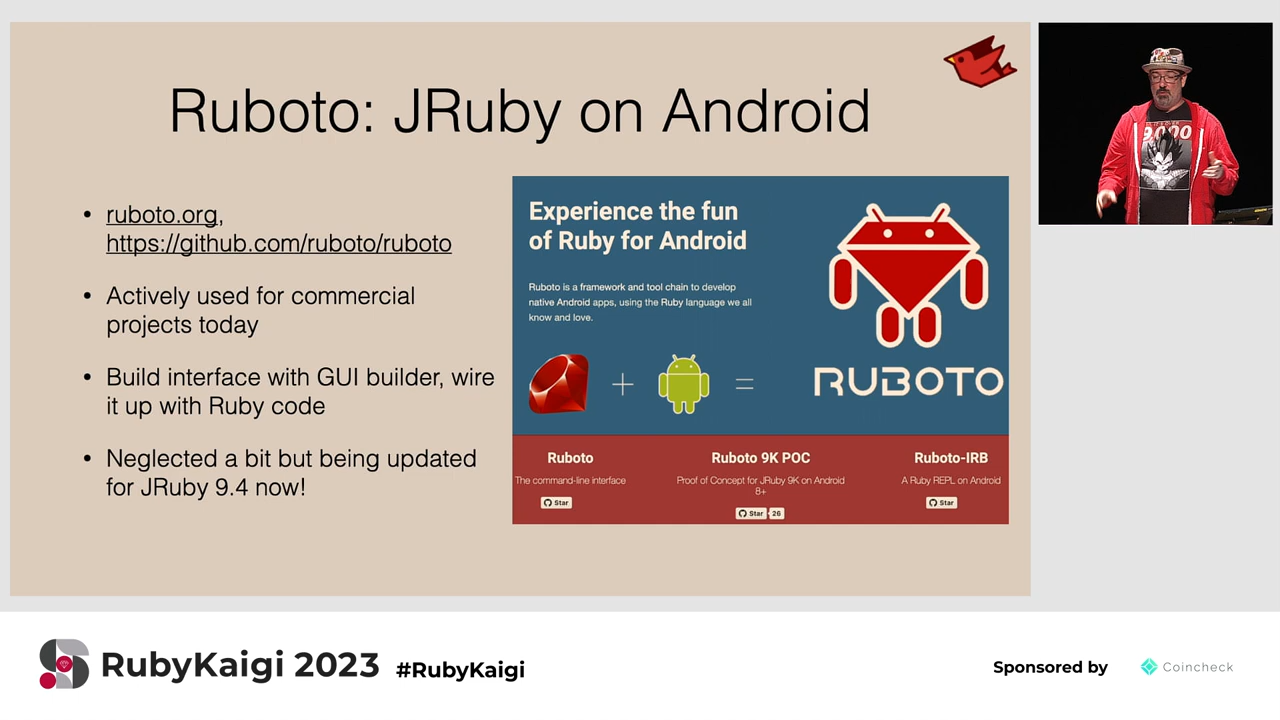 Ruboto: JRuby on Android
• ruboto.org,
https://github.com/ruboto/ruboto
• Actively used for commercial
projects today
• Build interface with GUI builder, wire
it up with Ruby code
• Neglected a bit but being updated
for JRuby 9.4 now!
Experience the fun
of Ruby for Android
Ruboto is a framework and tool chain to develop
native Android apps, using the Ruby language we all
know and love.
+ =
RUBOTO
Ruboto
The command-line interface
Star
Ruboto 9K POC
Proof of Concept for JRuby 9K on Android
8+
Star 26
Ruboto-IRB
A Ruby REPL on Android
Star
9,000
RubyKaigi 2023 #RubyKaigi
Sponsored by Coincheck